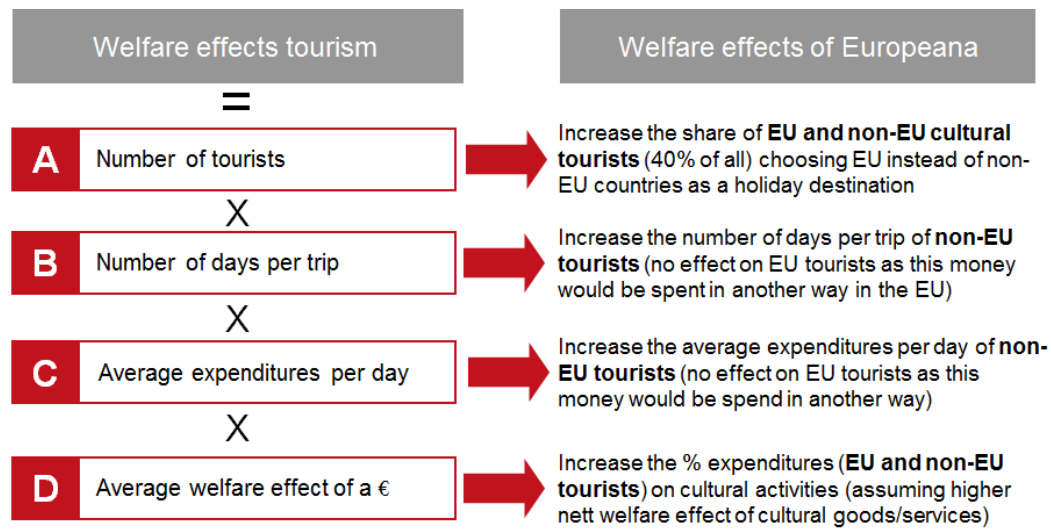 Welfare effects tourism
Welfare effects of Europeana
=
A
Number of tourists
Increase the share of EU and non-EU cultural
tourists (40% of all) choosing EU instead of non-
EU countries as a holiday destination
X
B
Number of days per trip
Increase the number of days per trip of non-EU
tourists (no effect on EU tourists as this money
would be spent in another way in the EU)
X
C
Average expenditures per day
Increase the average expenditures per day of non-
EU tourists (no effect on EU tourists as this
money would be spend in another way)
X
D
Average welfare effect of a €
Increase the % expenditures (EU and non-EU
tourists) on cultural activities (assuming higher
nett welfare effect of cultural goods/services)